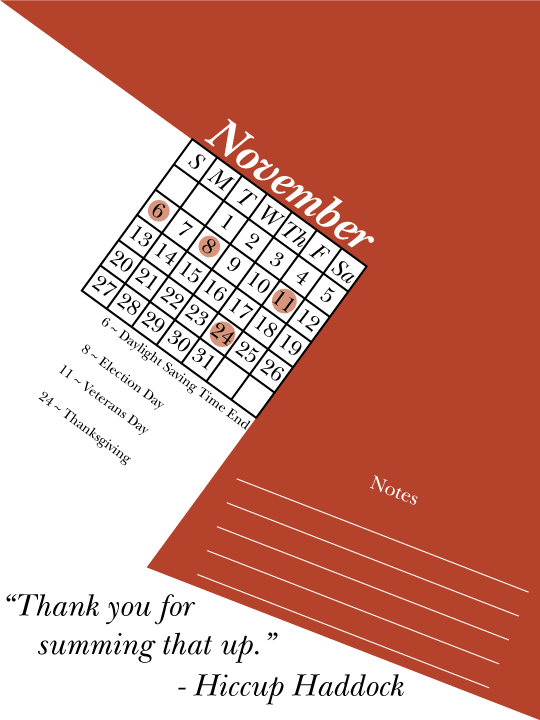 November
S M T W Th F Sa
1 2 3 4 5
6 7 8 9 10 11 12
13 14 15 16 17 18 19
20 21 22 23 24 25 26
27 28 29 30 31
6 ~ Daylight Saving Time End
8 ~ Election Day
11 ~ Veterans Day
24 ~ Thanksgiving
Notes
“Thank you for
summing that up.”
- Hiccup Haddock